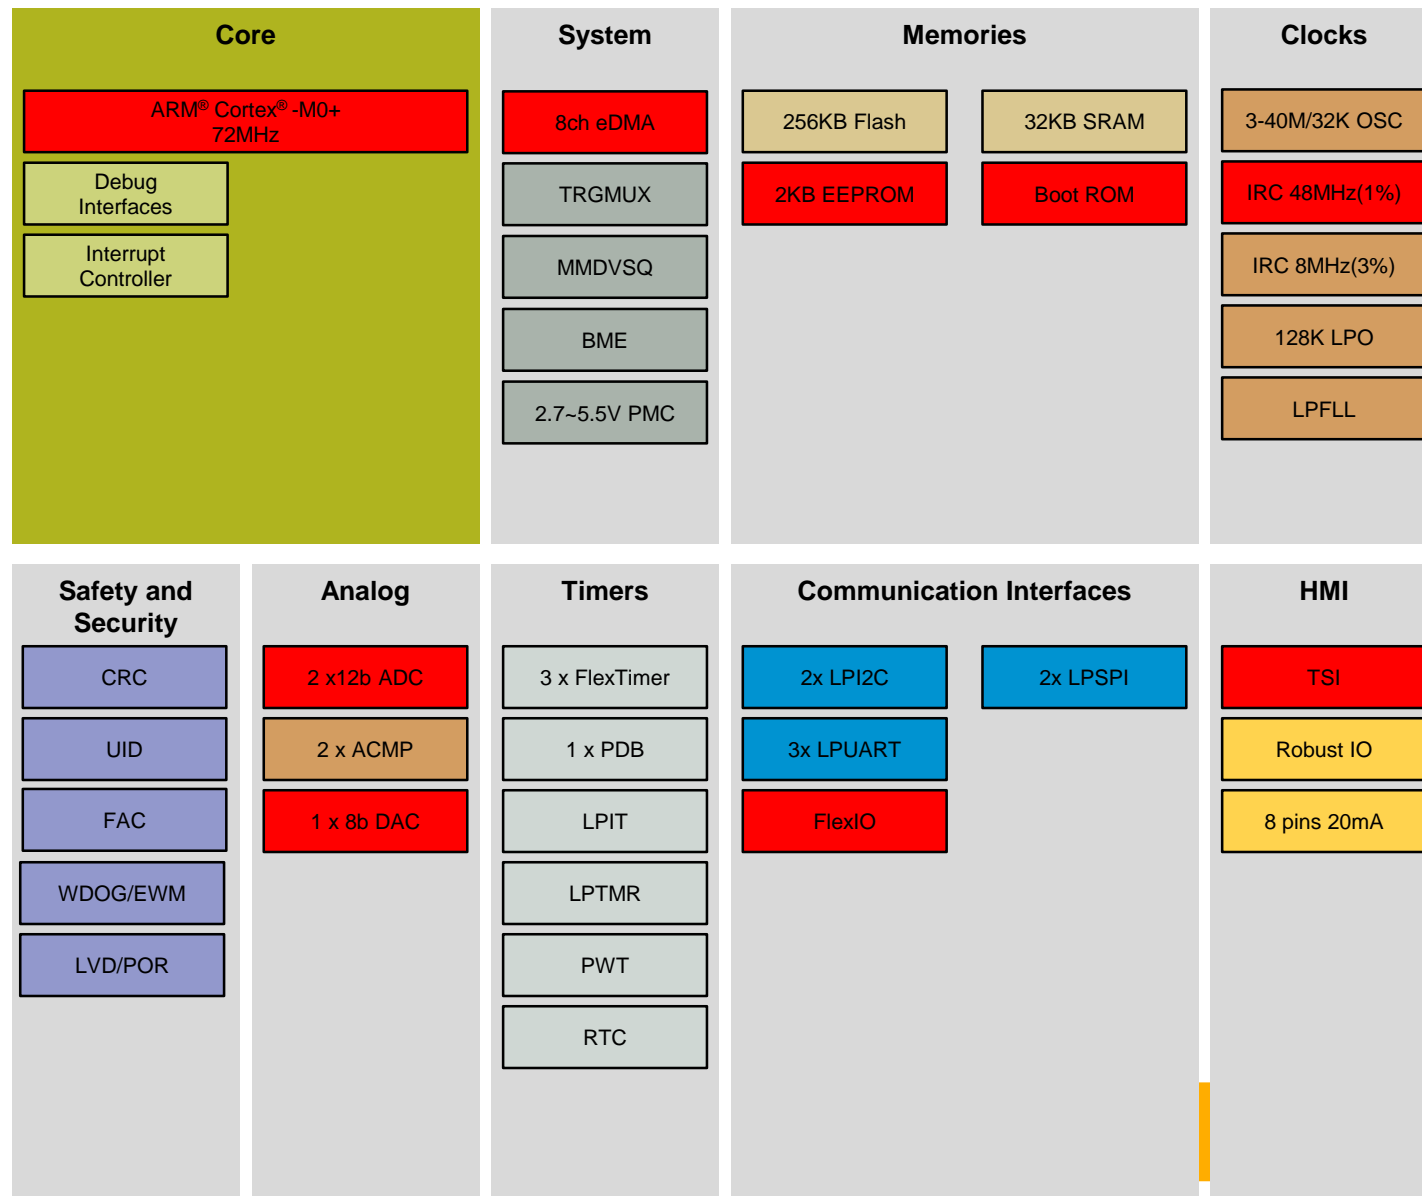 Core
ARM® Cortex® -M0+
72MHz
Debug
Interfaces
Interrupt
Controller
System
8ch eDMA
TRGMUX
MMDVSQ
BME
2.7~5.5V PMC
Memories
256KB Flash
32KB SRAM
2KB EEPROM
Boot ROM
Clocks
3-40M/32K OSC
IRC 48MHz(1%)
IRC 8MHz(3%)
128K LPO
LPFLL
Safety and
Security
CRC
UID
FAC
WDOG/EWM
LVD/POR
Analog
2 x12b ADC
2 x ACMP
1 x 8b DAC
Timers
3 x FlexTimer
1 x PDB
LPIT
LPTMR
PWT
RTC
Communication Interfaces
2x LPI2C
2x LPSPI
3x LPUART
FlexIO
HMI
TSI
Robust IO
8 pins 20mA